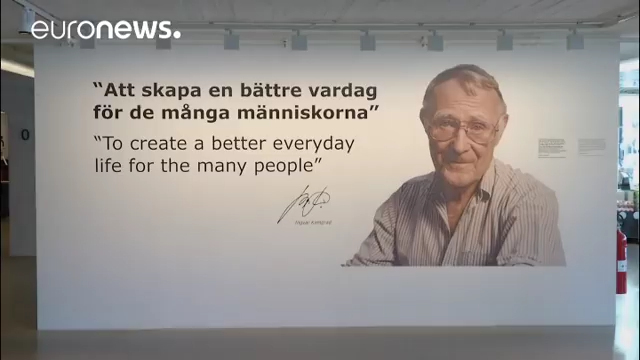 euronews.
“Att skapa en bättre vardag
för de många människorna”
“To create a better everyday
life for the many people”
0